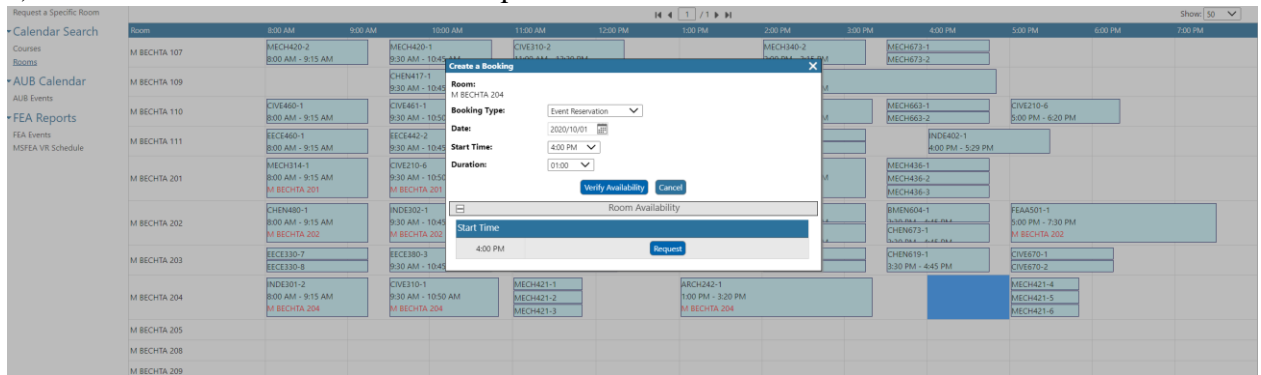 Request a Specific Room
1 / 1
Show: 50
Calendar Search
Courses
Rooms
AUB Calendar
AUB Events
FEA Reports
FEA Events
MSFEA VR Schedule
Room 8:00 AM 9:00 AM 10:00 AM 11:00 AM 12:00 PM 1:00 PM 2:00 PM 3:00 PM 4:00 PM 5:00 PM 6:00 PM 7:00 PM
M BECHTA 107
MECH420-2
8:00 AM - 9:15 AM
MECH420-1
9:30 AM - 10:45
CIVE310-2
MECH340-2
MECH673-1
MECH673-2
Create a Booking
Room:
M BECHTA 204
Booking Type: Event Reservation
Date: 2020/10/01
Start Time: 4:00 PM
Duration: 01:00
Verify Availability Cancel
Room Availability
Start Time
4:00 PM Request
M BECHTA 109
CHEN417-1
9:30 AM - 10:45
M BECHTA 110
CIVE460-1
8:00 AM - 9:15 AM
CIVE461-1
9:30 AM - 10:50
MECH663-1
MECH663-2
CIVE210-6
5:00 PM - 6:20 PM
M BECHTA 111
EECE460-1
8:00 AM - 9:15 AM
EECE442-2
9:30 AM - 10:45
INDE402-1
4:00 PM - 5:29 PM
M BECHTA 201
MECH314-1
8:00 AM - 9:15 AM
M BECHTA 201
CIVE210-6
9:30 AM - 10:50
M BECHTA 201
MECH436-1
MECH436-2
MECH436-3
M BECHTA 202
CHEN480-1
8:00 AM - 9:15 AM
M BECHTA 202
INDE302-1
9:30 AM - 10:45
M BECHTA 202
BMEN604-1
CHEN673-1
FEAA501-1
5:00 PM - 7:30 PM
M BECHTA 202
M BECHTA 203
EECE330-7
EECE330-8
EECE380-3
9:30 AM - 10:45
CHEN619-1
3:30 PM - 4:45 PM
CIVE670-1
CIVE670-2
M BECHTA 204
INDE301-2
8:00 AM - 9:15 AM
M BECHTA 204
CIVE310-1
9:30 AM - 10:50 AM
M BECHTA 204
MECH421-1
MECH421-2
MECH421-3
ARCH242-1
1:00 PM - 3:20 PM
M BECHTA 204
MECH421-4
MECH421-5
MECH421-6
M BECHTA 205
M BECHTA 208
M BECHTA 209